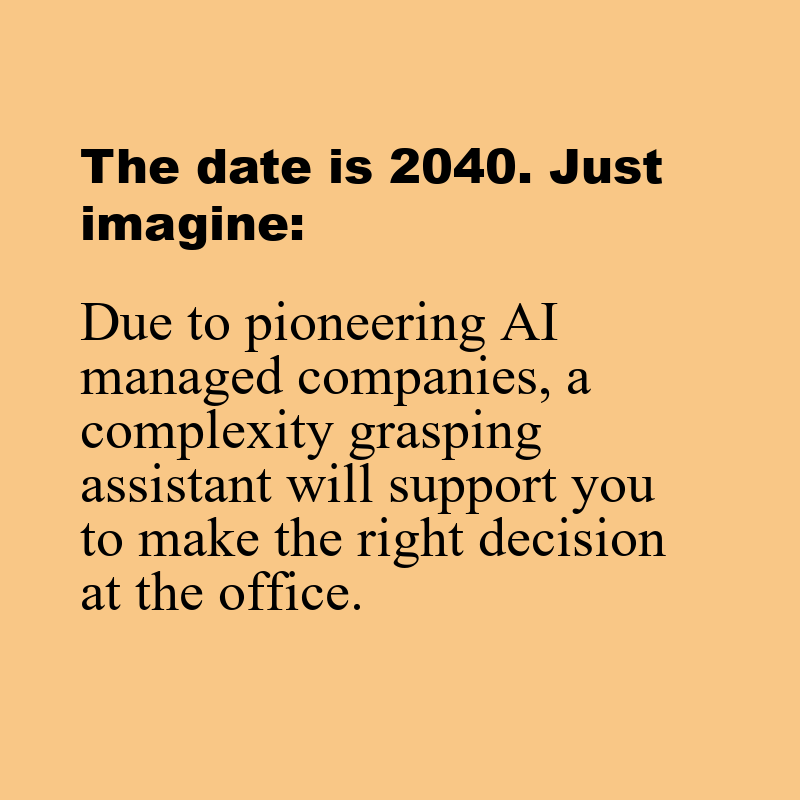 The date is 2040. Just
imagine:
Due to pioneering AI
managed companies, a
complexity grasping
assistant will support you
to make the right decision
at the office.